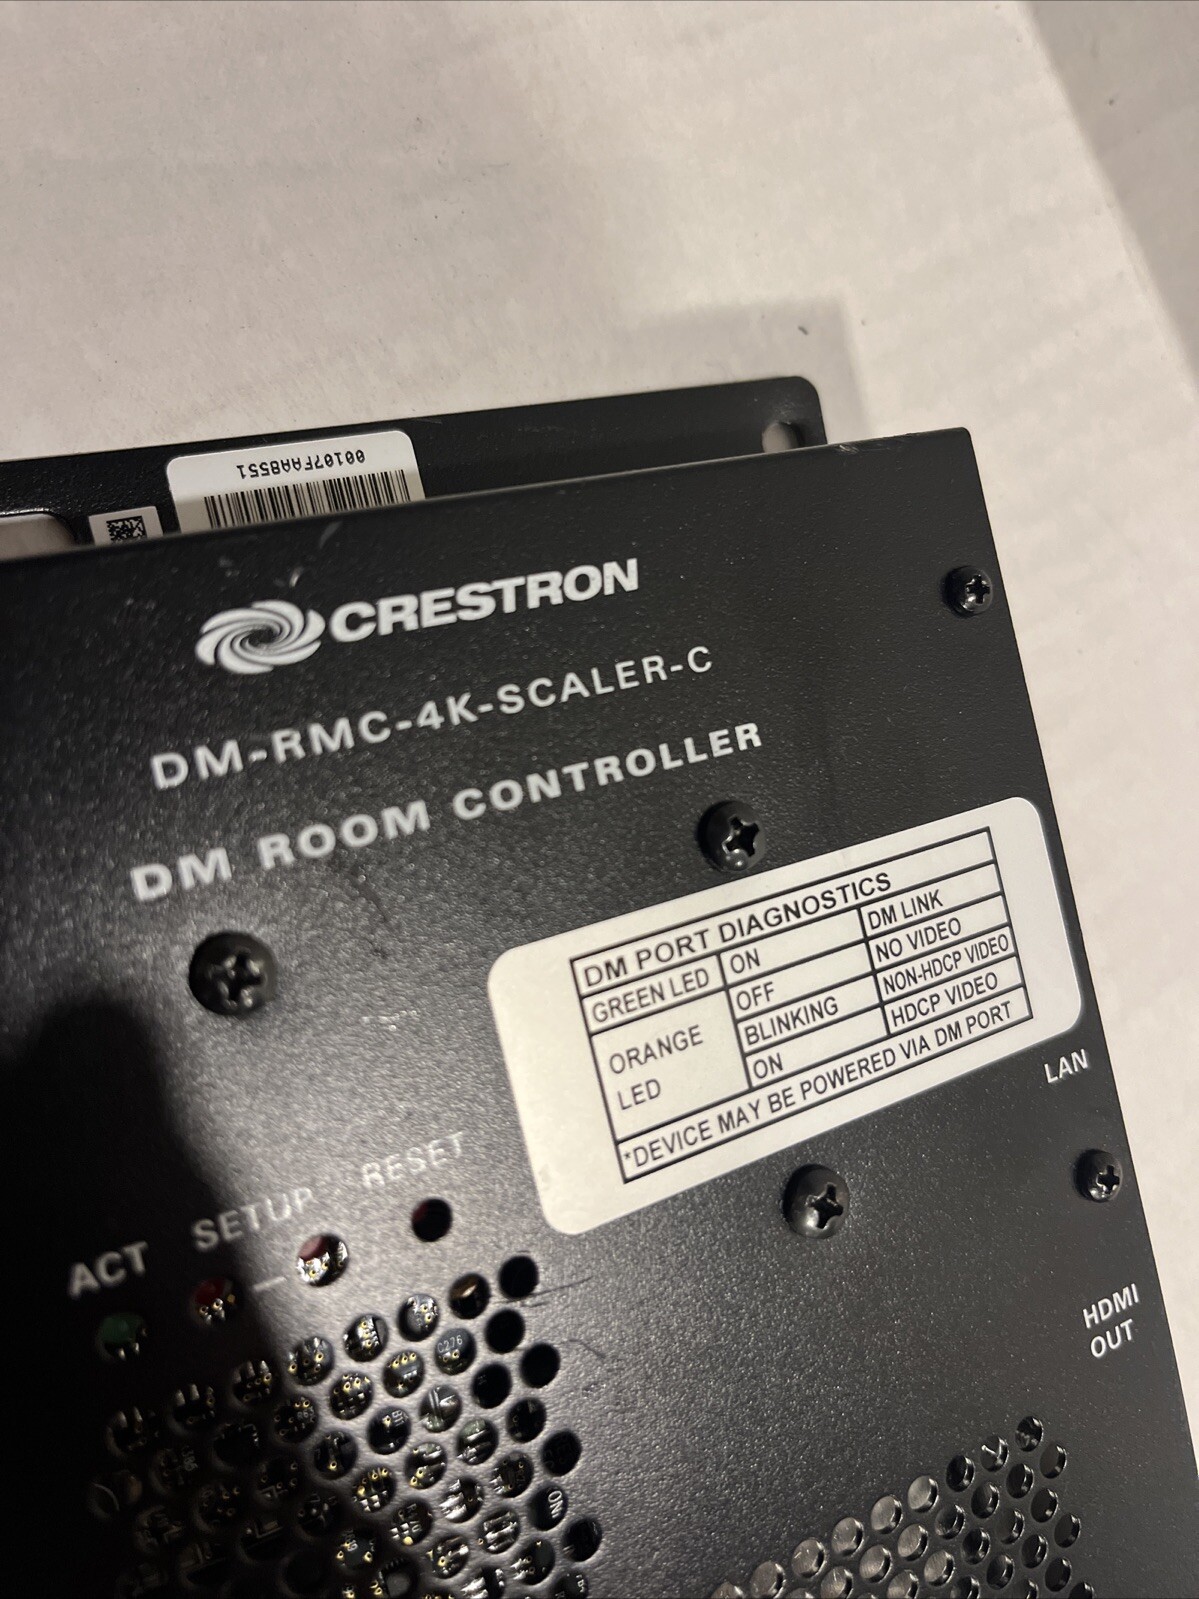 00107FAA8551
CRESTRON
DM-RMC-4K-SCALER-C
DM ROOM CONTROLLER
DM PORT DIAGNOSTICS
GREEN LED ON DM LINK
ORANGE LED OFF NO VIDEO
BLINKING NON-HDCP VIDEO
ON HDCP VIDEO
*DEVICE MAY BE POWERED VIA DM PORT
LAN
ACT SETUP RESET
HDMI
OUT
C276